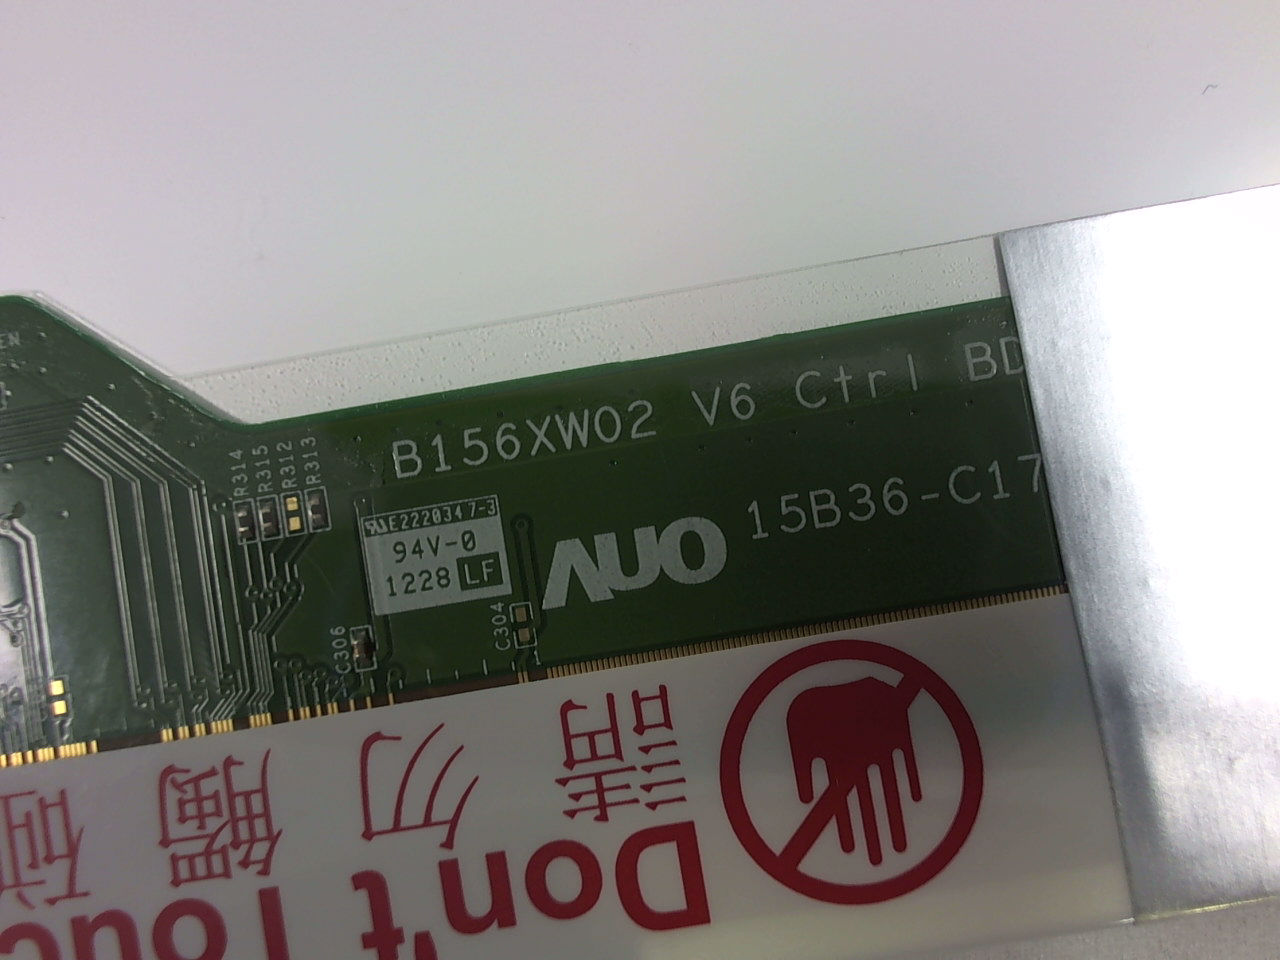 B156XW02 V6 Ctrl BD
15B36-C17
AUO
E222034 7-3
94V-0
1228 LF
R314
R315
R312
R313
C306
C304
EN
請勿觸碰
Don't Touc